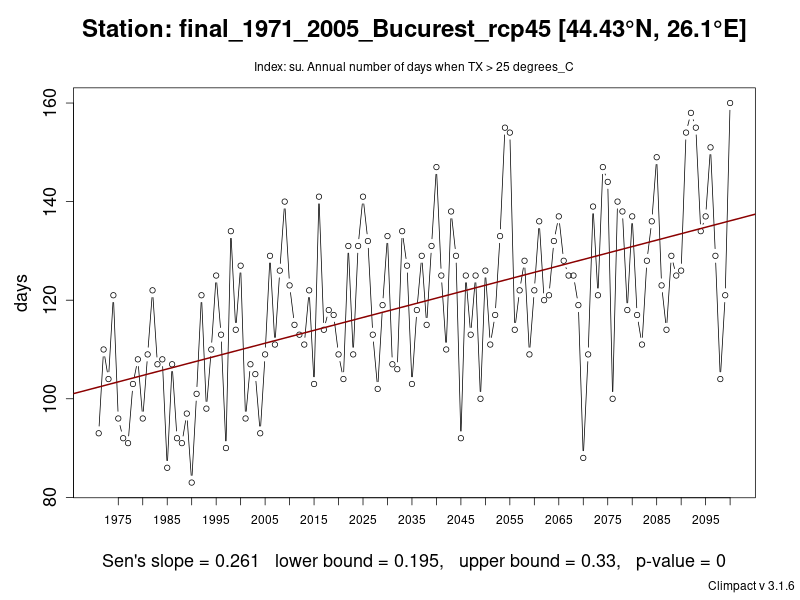 Station: final_1971_2005_Bucurest_rcp45 [44.43°N, 26.1°E]
Index: su. Annual number of days when TX > 25 degrees_C
160
140
120
100
80
days
1975 1985 1995 2005 2015 2025 2035 2045 2055 2065 2075 2085 2095
Sen's slope = 0.261 lower bound = 0.195, upper bound = 0.33, p-value = 0
Climpact v 3.1.6